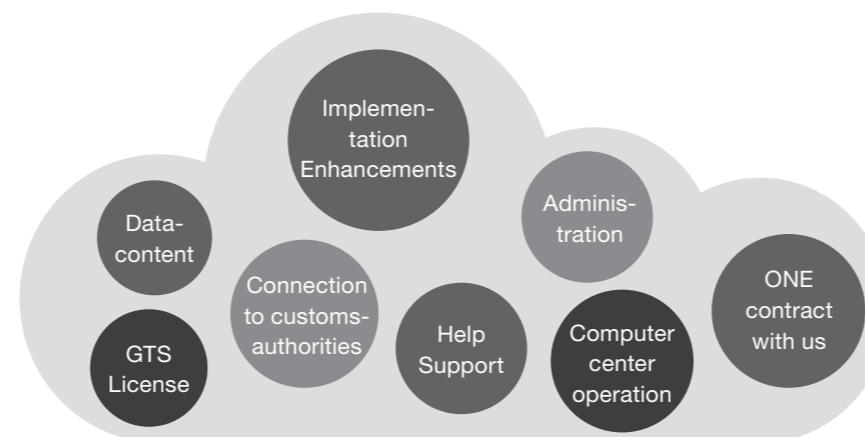 Implemen-
tation
Enhancements
Data-
content
Adminis-
tration
Connection
to customs-
authorities
ONE
contract
with us
GTS
License
Help
Support
Computer
center
operation